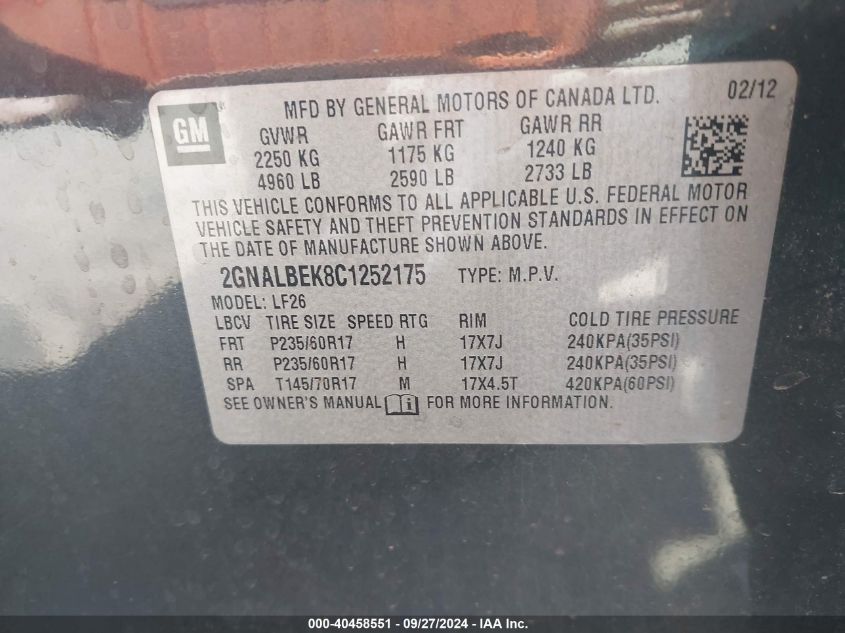 GM
MFD BY GENERAL MOTORS OF CANADA LTD. 02/12
GVWR GAWR FRT GAWR RR
2250 KG 1175 KG 1240 KG
4960 LB 2590 LB 2733 LB
THIS VEHICLE CONFORMS TO ALL APPLICABLE U.S. FEDERAL MOTOR
VEHICLE SAFETY AND THEFT PREVENTION STANDARDS IN EFFECT ON
THE DATE OF MANUFACTURE SHOWN ABOVE.
2GNALBEK8C1252175 TYPE: M.P.V.
MODEL: LF26
LBCV TIRE SIZE SPEED RTG RIM COLD TIRE PRESSURE
FRT P235/60R17 H 17X7J 240KPA(35PSI)
RR P235/60R17 H 17X7J 240KPA(35PSI)
SPA T145/70R17 M 17X4.5T 420KPA(60PSI)
SEE OWNER'S MANUAL FOR MORE INFORMATION.
000-40458551 — 09/27/2024 — IAA Inc.